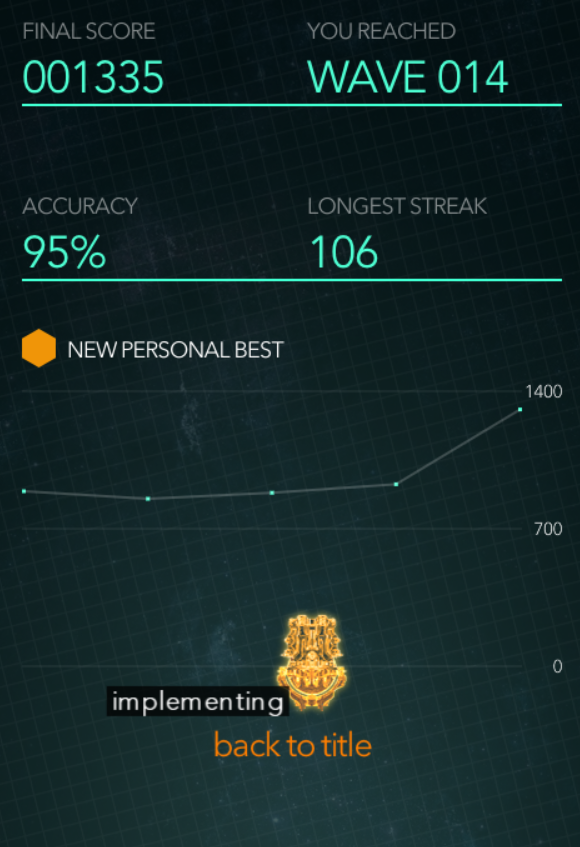 FINAL SCORE
001335
YOU REACHED
WAVE 014
ACCURACY
95%
LONGEST STREAK
106
NEW PERSONAL BEST
1400
700
0
implementing
back to title